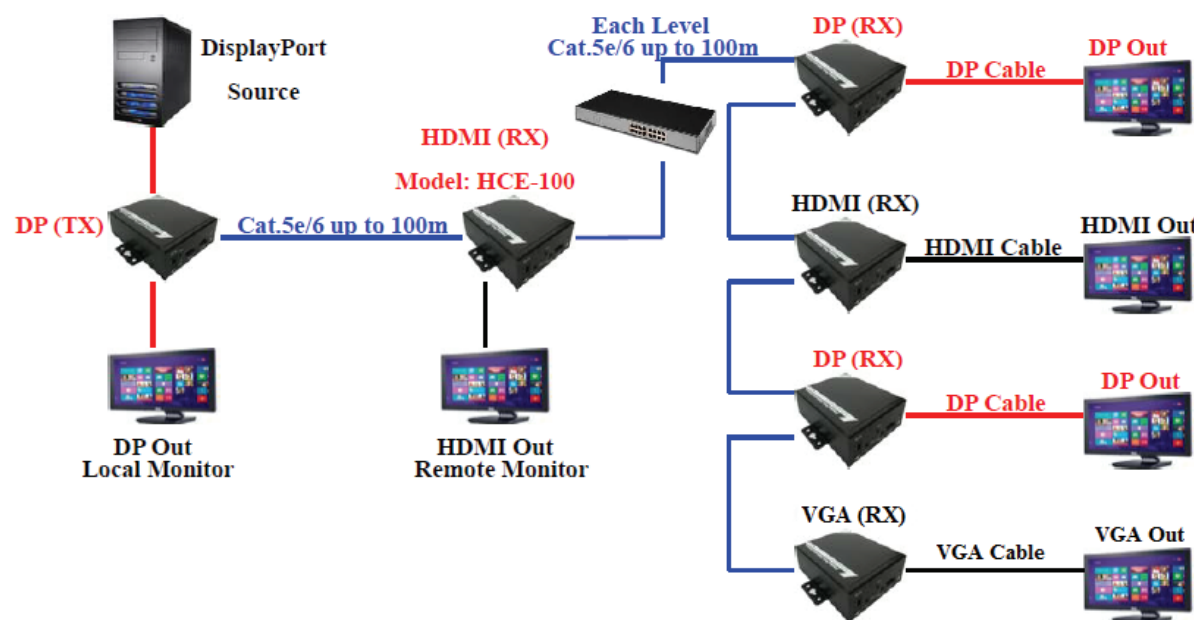 DisplayPort
Source
Each Level
Cat.5e/6 up to 100m
DP (RX)
DP Cable
DP Out
HDMI (RX)
Model: HCE-100
DP (TX)
Cat.5e/6 up to 100m
HDMI (RX)
HDMI Cable
HDMI Out
DP Out
Local Monitor
HDMI Out
Remote Monitor
DP (RX)
DP Cable
DP Out
VGA (RX)
VGA Cable
VGA Out